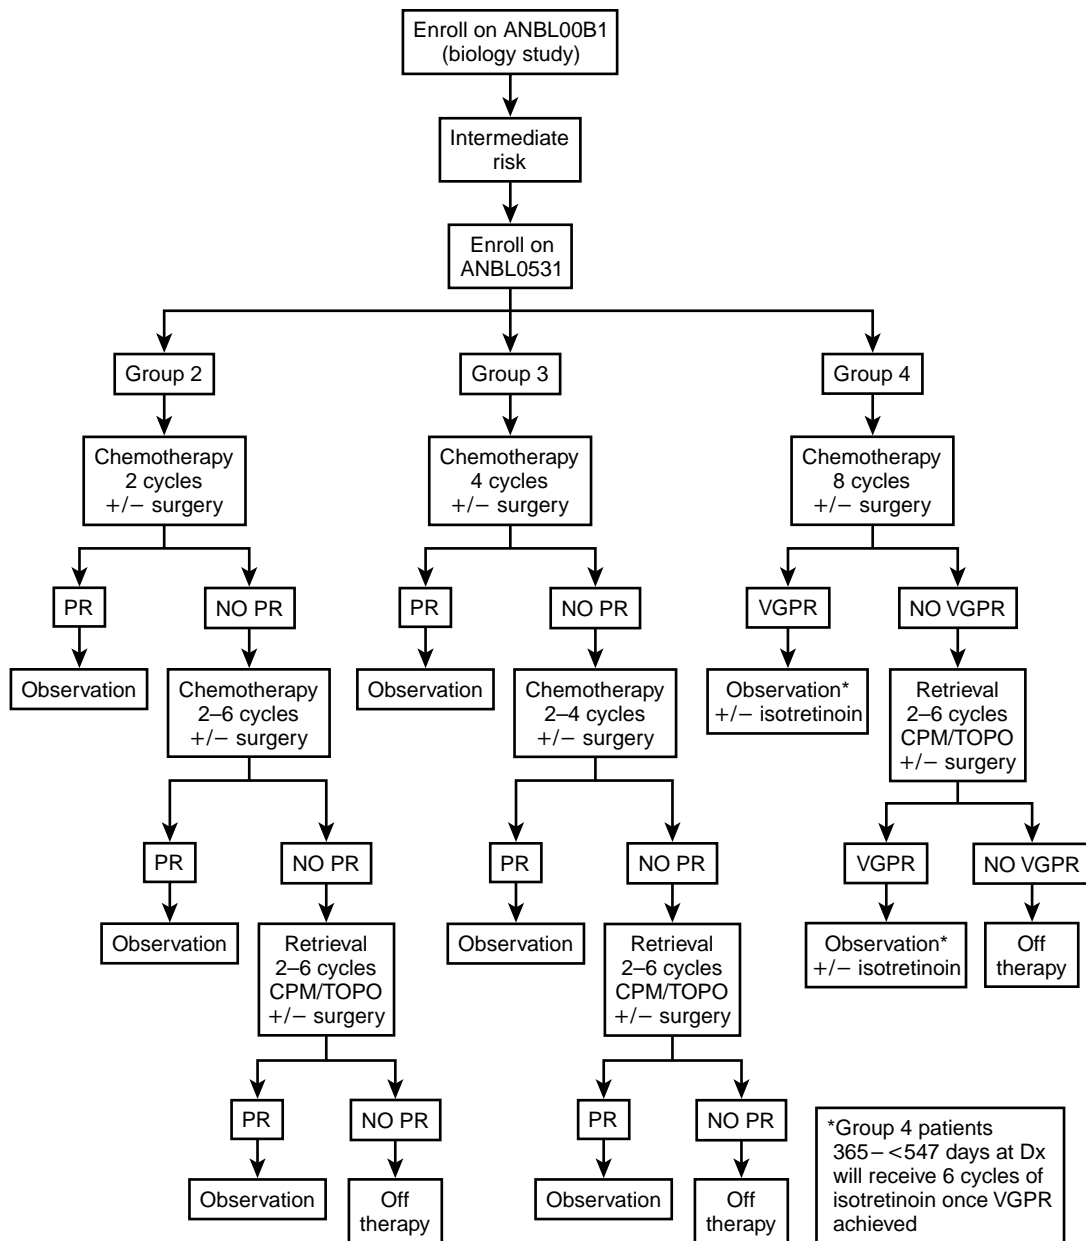 Enroll on ANBL00B1
(biology study)
Intermediate
risk
Enroll on
ANBL0531
Group 2
Group 3
Group 4
Chemotherapy
2 cycles
+/− surgery
Chemotherapy
4 cycles
+/− surgery
Chemotherapy
8 cycles
+/− surgery
PR
NO PR
PR
NO PR
VGPR
NO VGPR
Observation
Chemotherapy
2–6 cycles
+/− surgery
Observation
Chemotherapy
2–4 cycles
+/− surgery
Observation*
+/− isotretinoin
Retrieval
2–6 cycles
CPM/TOPO
+/− surgery
PR
NO PR
PR
NO PR
VGPR
NO VGPR
Observation
Retrieval
2–6 cycles
CPM/TOPO
+/− surgery
Observation
Retrieval
2–6 cycles
CPM/TOPO
+/− surgery
Observation*
+/− isotretinoin
Off
therapy
PR
NO PR
PR
NO PR
Observation
Off
therapy
Observation
Off
therapy
*Group 4 patients
365–<547 days at Dx
will receive 6 cycles of
isotretinoin once VGPR
achieved